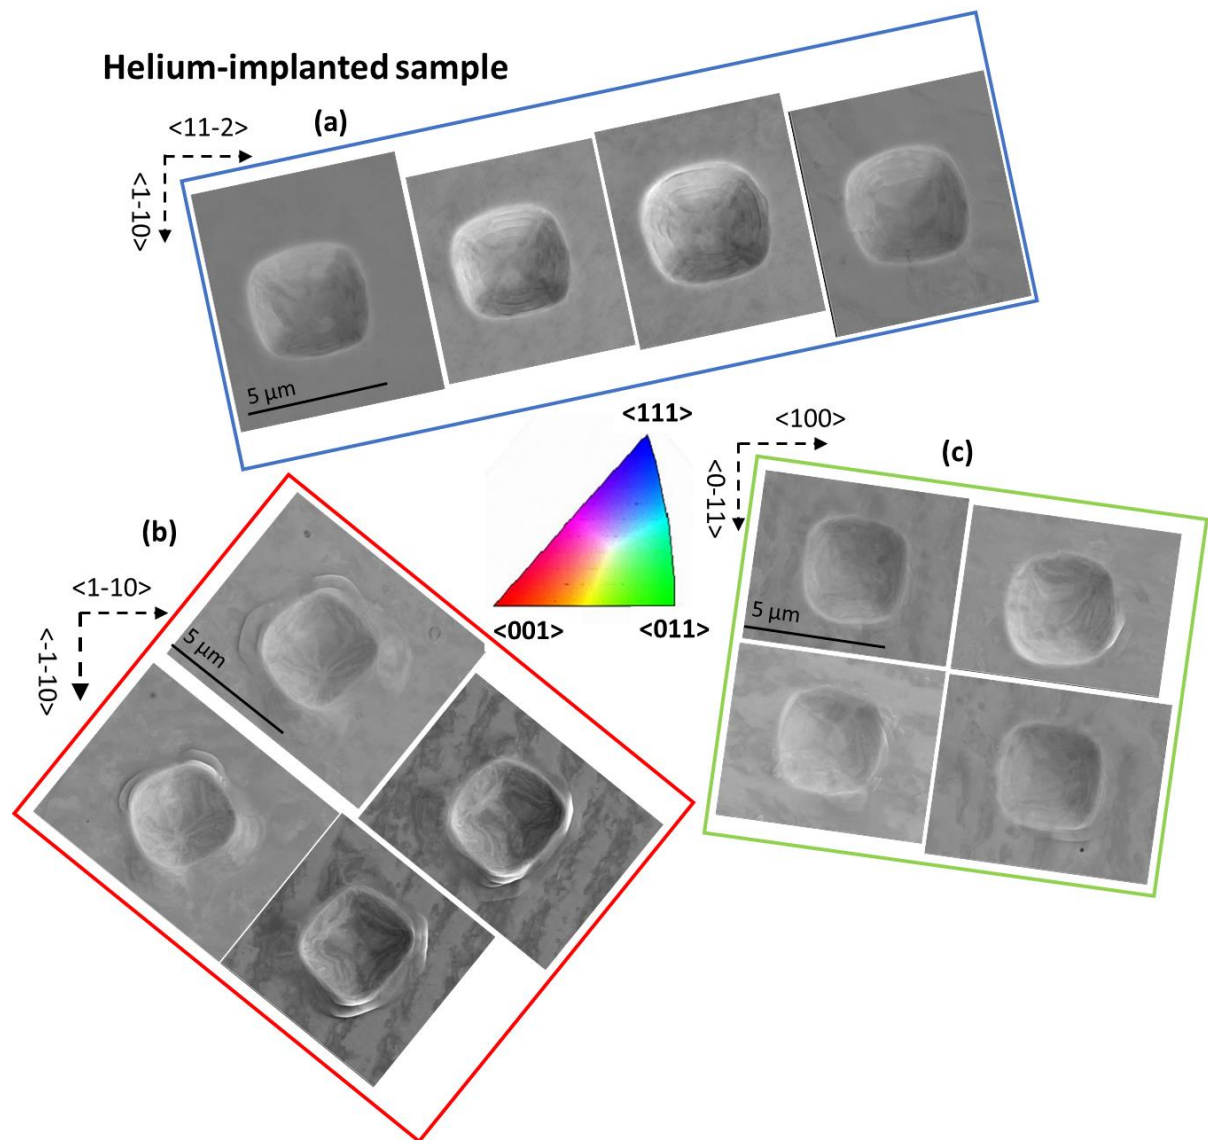 Helium-implanted sample
(a)
<11-2>
<1-10>
5 μm
<111>
<001>
<011>
<100>
(c)
<0-11>
5 μm
(b)
<1-10>
<-1-10>
5 μm